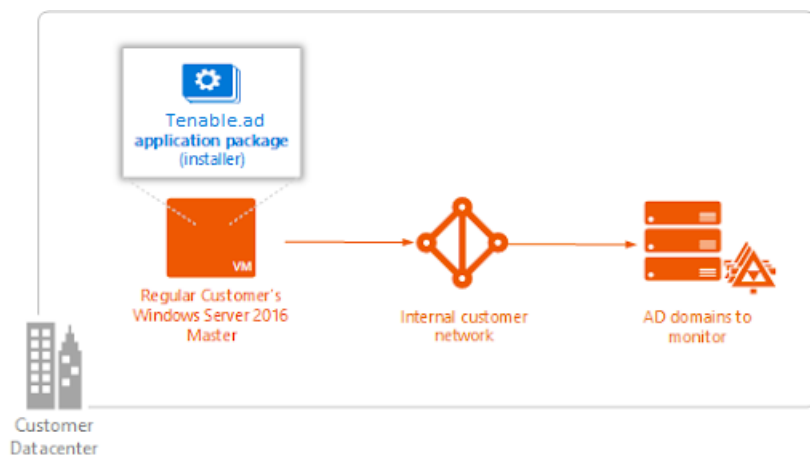 Tenable.ad
application package
(installer)
VM
Regular Customer's
Windows Server 2016
Master
Internal customer
network
AD domains to
monitor
Customer
Datacenter